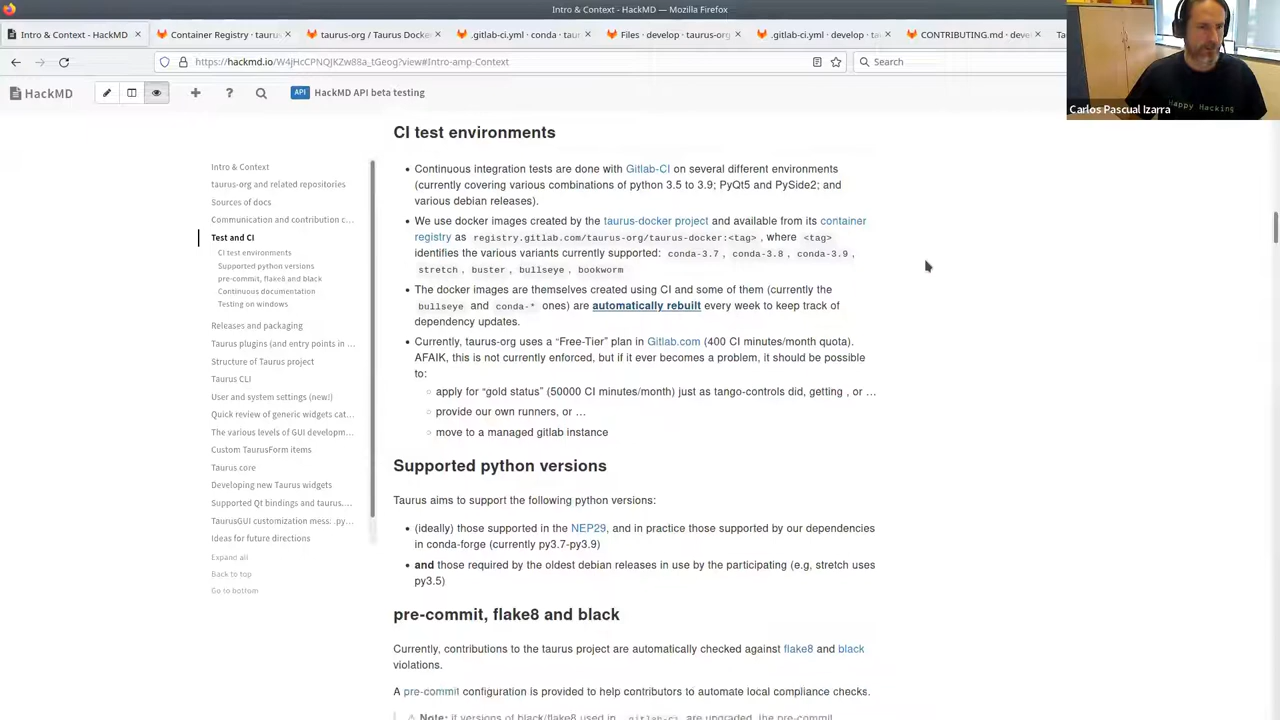 Intro & Context - HackMD — Mozilla Firefox
Intro & Context - HackMD
Container Registry · taurus
taurus-org / Taurus Docke
.gitlab-ci.yml · conda · tau
Files · develop · taurus-org
.gitlab-ci.yml · develop · ta
CONTRIBUTING.md · deve
Ta
https://hackmd.io/W4jHcCPNQJKZw88a_tGeog?view#Intro-amp-Context
Search
HackMD
API
HackMD API beta testing
Carlos Pascual Izarra
Happy Hacking
Intro & Context
taurus-org and related repositories
Sources of docs
Communication and contribution c...
Test and CI
CI test environments
Supported python versions
pre-commit, flake8 and black
Continuous documentation
Testing on windows
Releases and packaging
Taurus plugins (and entry points in ...
Structure of Taurus project
Taurus CLI
User and system settings (new!)
Quick review of generic widgets cat...
The various levels of GUI developm...
Custom TaurusForm items
Taurus core
Developing new Taurus widgets
Supported Qt bindings and taurus....
TaurusGUI customization mess: .py...
Ideas for future directions
Expand all
Back to top
Go to bottom
CI test environments
Continuous integration tests are done with Gitlab-CI on several different environments
(currently covering various combinations of python 3.5 to 3.9; PyQt5 and PySide2; and
various debian releases).
We use docker images created by the taurus-docker project and available from its container
registry as registry.gitlab.com/taurus-org/taurus-docker:<tag> , where <tag>
identifies the various variants currently supported: conda-3.7 , conda-3.8 , conda-3.9 ,
stretch , buster , bullseye , bookworm
The docker images are themselves created using CI and some of them (currently the
bullseye and conda-* ones) are automatically rebuilt every week to keep track of
dependency updates.
Currently, taurus-org uses a “Free-Tier” plan in Gitlab.com (400 CI minutes/month quota).
AFAIK, this is not currently enforced, but if it ever becomes a problem, it should be possible
to:
apply for “gold status” (50000 CI minutes/month) just as tango-controls did, getting , or …
provide our own runners, or …
move to a managed gitlab instance
Supported python versions
Taurus aims to support the following python versions:
(ideally) those supported in the NEP29, and in practice those supported by our dependencies
in conda-forge (currently py3.7-py3.9)
and those required by the oldest debian releases in use by the participating (e.g, stretch uses
py3.5)
pre-commit, flake8 and black
Currently, contributions to the taurus project are automatically checked against flake8 and black
violations.
A pre-commit configuration is provided to help contributors to automate local compliance checks.
Note: if versions of black/flake8 used in .gitlab-ci are upgraded, the pre-commit